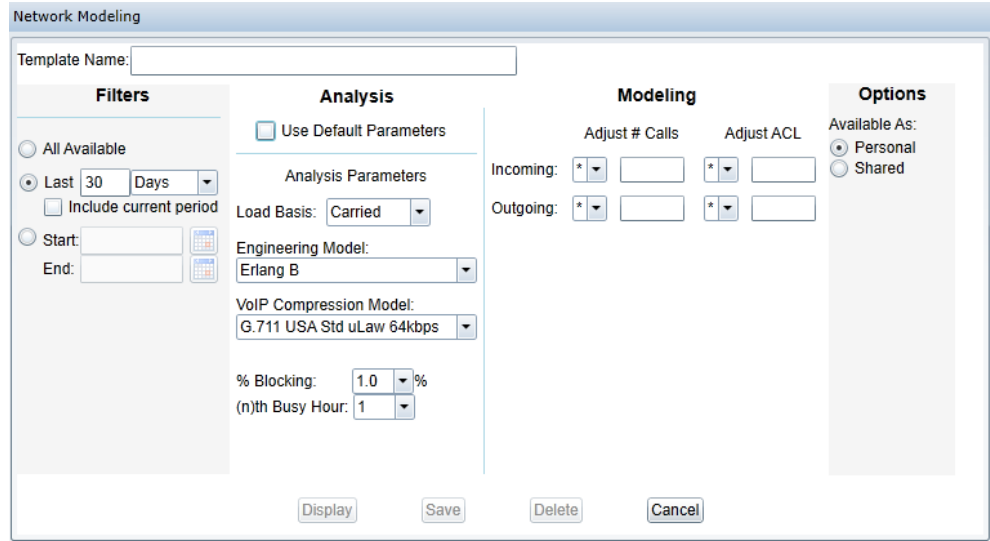 Network Modeling
Template Name:
Filters
All Available
Last 30 Days
Include current period
Start:
End:
Analysis
Use Default Parameters
Analysis Parameters
Load Basis: Carried
Engineering Model:
Erlang B
VoIP Compression Model:
G.711 USA Std uLaw 64kbps
% Blocking: 1.0 %
(n)th Busy Hour: 1
Modeling
Adjust # Calls Adjust ACL
Incoming: * *
Outgoing: * *
Options
Available As:
Personal
Shared
Display Save Delete Cancel